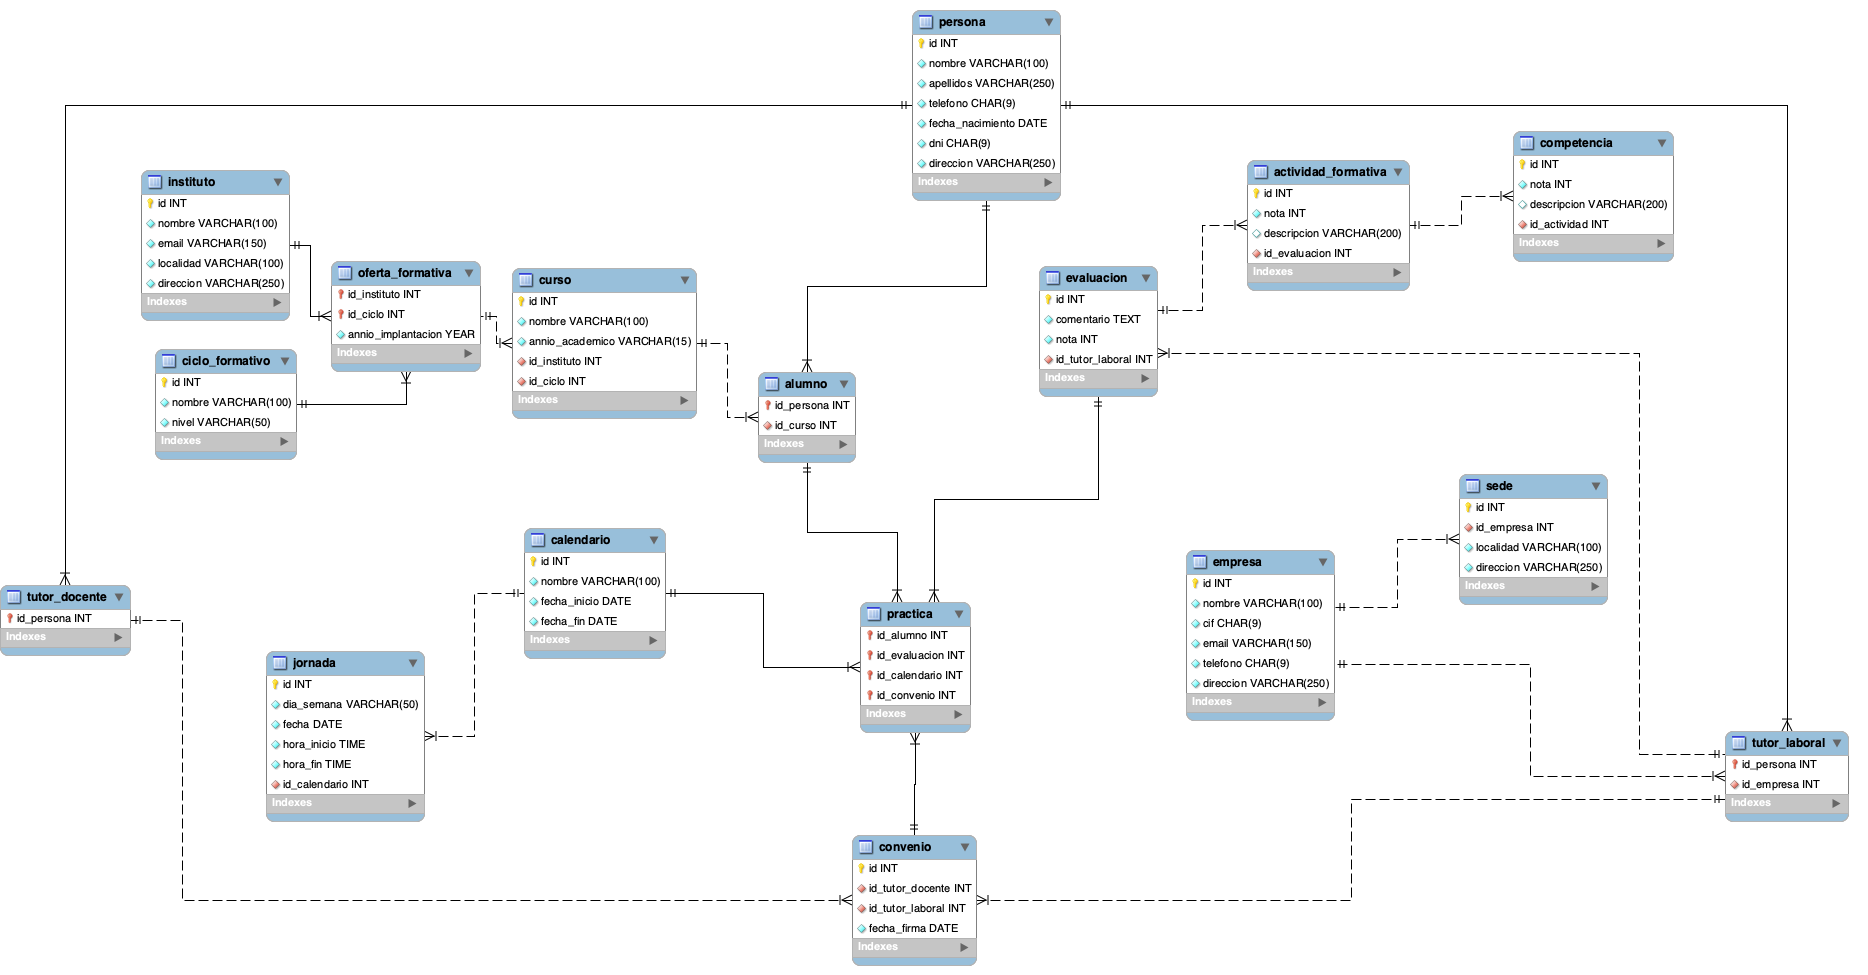 persona
id INT
nombre VARCHAR(100)
apellidos VARCHAR(250)
telefono CHAR(9)
fecha_nacimiento DATE
dni CHAR(9)
direccion VARCHAR(250)
Indexes
competencia
id INT
nota INT
descripcion VARCHAR(200)
id_actividad INT
Indexes
actividad_formativa
id INT
nota INT
descripcion VARCHAR(200)
id_evaluacion INT
Indexes
instituto
id INT
nombre VARCHAR(100)
email VARCHAR(150)
localidad VARCHAR(100)
direccion VARCHAR(250)
Indexes
oferta_formativa
id_instituto INT
id_ciclo INT
annio_implantacion YEAR
Indexes
curso
id INT
nombre VARCHAR(100)
annio_academico VARCHAR(15)
id_instituto INT
id_ciclo INT
Indexes
evaluacion
id INT
comentario TEXT
nota INT
id_tutor_laboral INT
Indexes
ciclo_formativo
id INT
nombre VARCHAR(100)
nivel VARCHAR(50)
Indexes
alumno
id_persona INT
id_curso INT
Indexes
sede
id INT
id_empresa INT
localidad VARCHAR(100)
direccion VARCHAR(250)
Indexes
calendario
id INT
nombre VARCHAR(100)
fecha_inicio DATE
fecha_fin DATE
Indexes
empresa
id INT
nombre VARCHAR(100)
cif CHAR(9)
email VARCHAR(150)
telefono CHAR(9)
direccion VARCHAR(250)
Indexes
tutor_docente
id_persona INT
Indexes
practica
id_alumno INT
id_evaluacion INT
id_calendario INT
id_convenio INT
Indexes
jornada
id INT
dia_semana VARCHAR(50)
fecha DATE
hora_inicio TIME
hora_fin TIME
id_calendario INT
Indexes
tutor_laboral
id_persona INT
id_empresa INT
Indexes
convenio
id INT
id_tutor_docente INT
id_tutor_laboral INT
fecha_firma DATE
Indexes